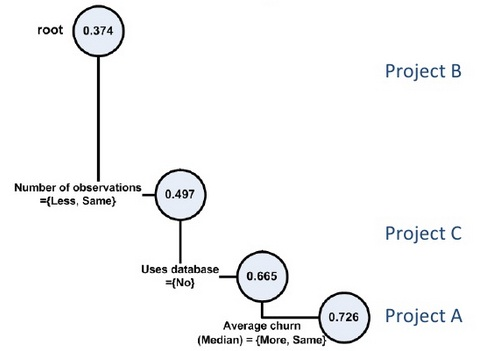 root
0.374
Project B
Number of observations
={Less, Same}
0.497
Project C
Uses database
={No}
0.665
Average churn
(Median) = {More, Same}
0.726
Project A